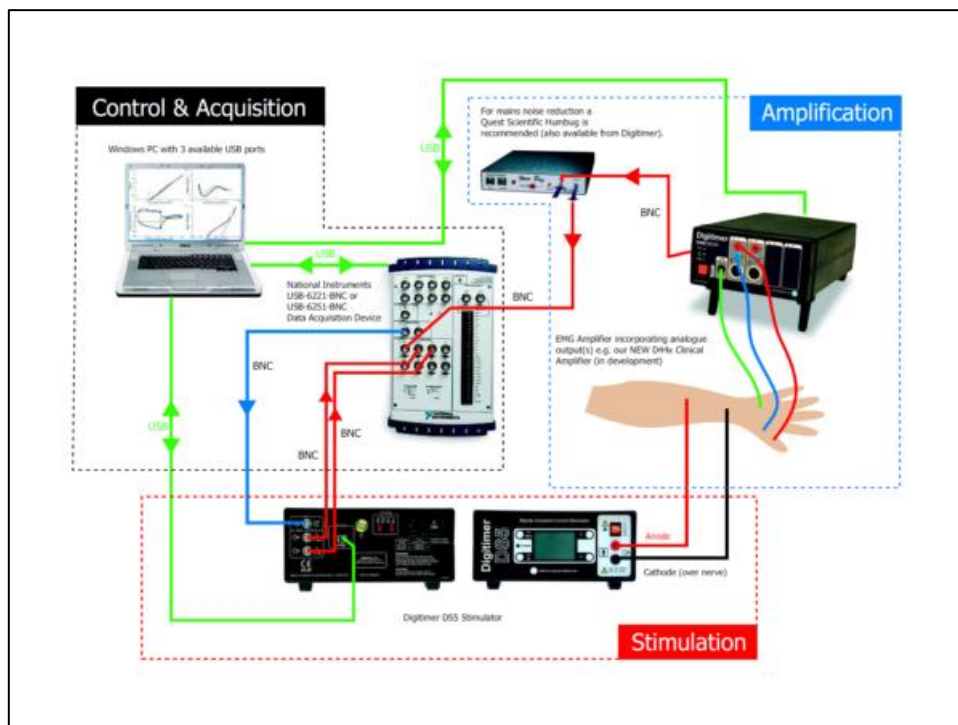 Control & Acquisition
Windows PC with 3 available USB ports
USB
For mains noise reduction a
Quest Scientific Humbug is
recommended (also available from Digitimer).
Amplification
BNC
Digitimer
USB
National Instruments
USB-6221-BNC or
USB-6251-BNC
Data Acquisition Device
BNC
EMG Amplifier incorporating analogue
output(s) e.g. our NEW D44x Clinical
Amplifier (in development)
BNC
USB
BNC
BNC
Digitimer
DS5
Anode
Cathode (over nerve)
Digitimer DS5 Stimulator
Stimulation